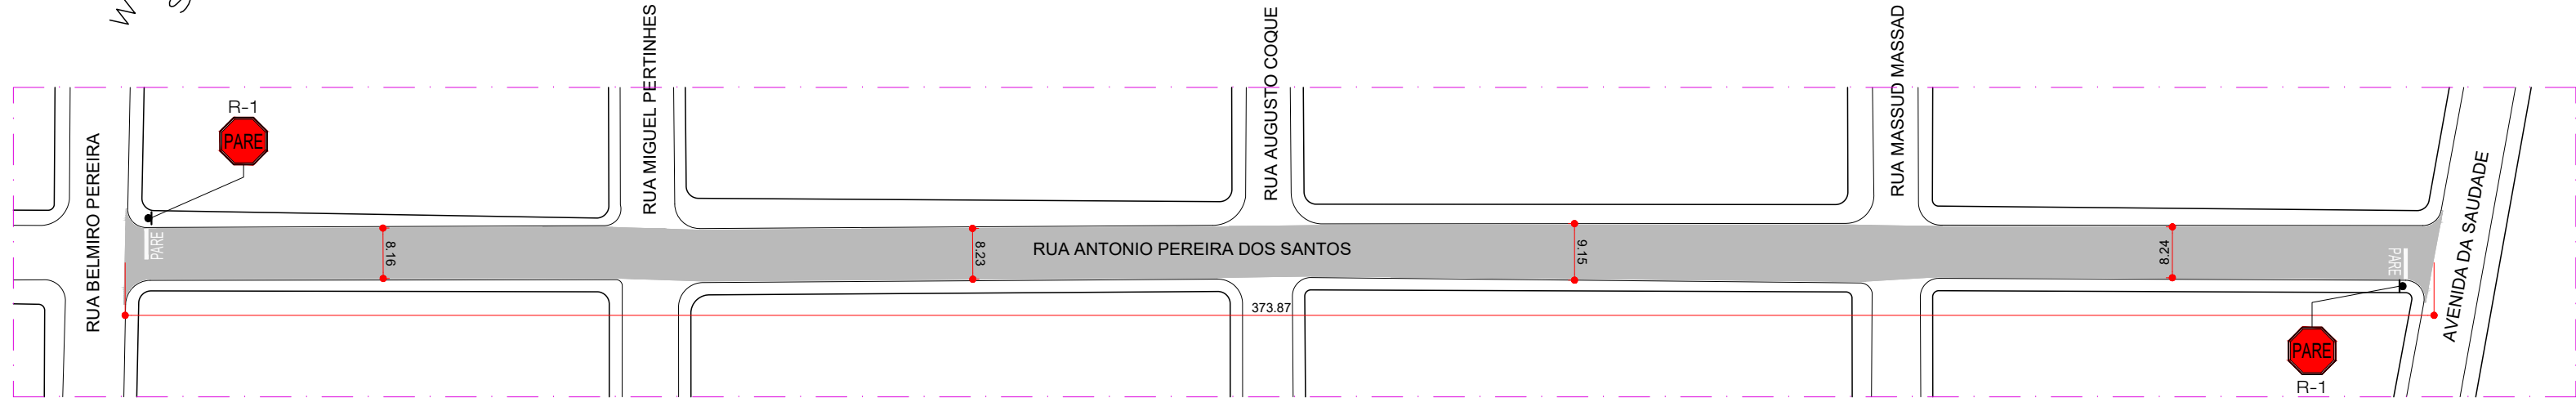 W
RUA MIGUEL PERTINHES
RUA AUGUSTO COQUE
RUA MASSUD MASSAD
R-1
PARE
RUA BELMIRO PEREIRA
AVENIDA DA SAUDADE
PARE
8.16
8.23
RUA ANTONIO PEREIRA DOS SANTOS
9.15
8.24
PARE
373.87
PARE
R-1